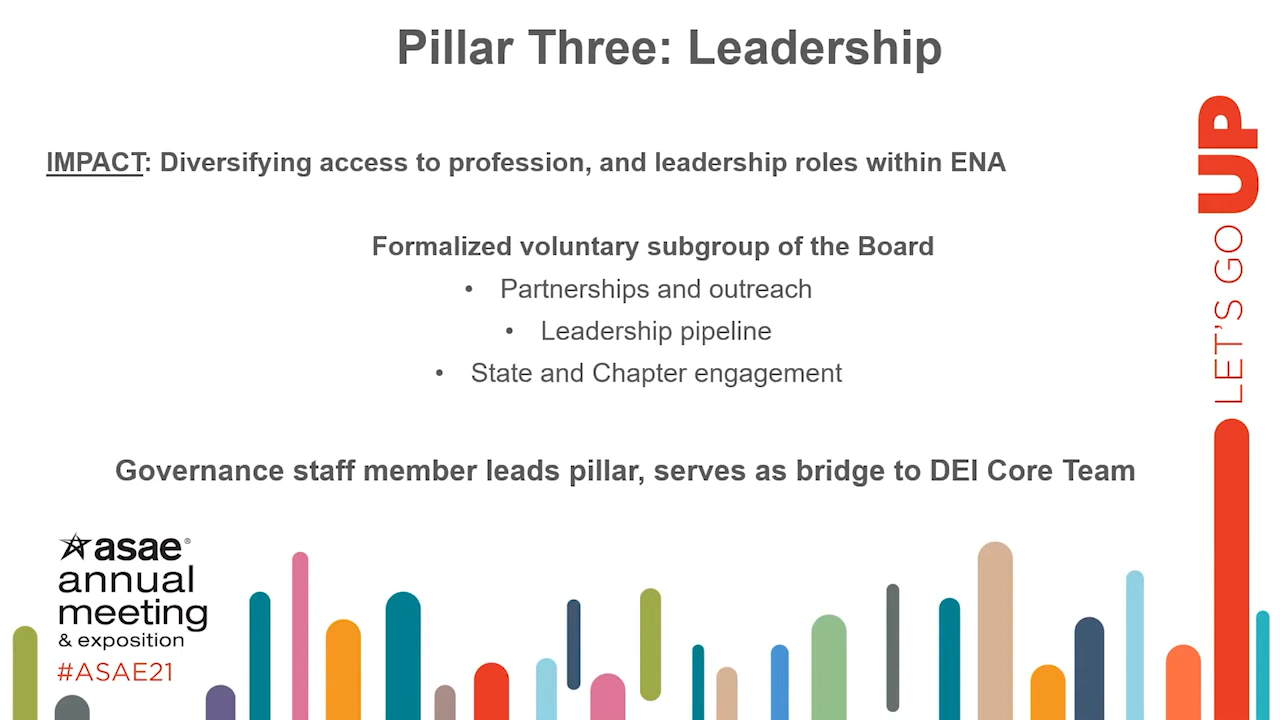 Pillar Three: Leadership
IMPACT: Diversifying access to profession, and leadership roles within ENA
Formalized voluntary subgroup of the Board
• Partnerships and outreach
• Leadership pipeline
• State and Chapter engagement
Governance staff member leads pillar, serves as bridge to DEI Core Team
asae®
annual
meeting
& exposition
#ASAE21
LET'S GO UP